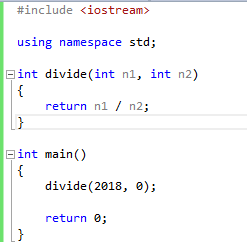 #include <iostream>
using namespace std;
int divide(int n1, int n2)
{
return n1 / n2;
}
int main()
{
divide(2018, 0);
return 0;
}